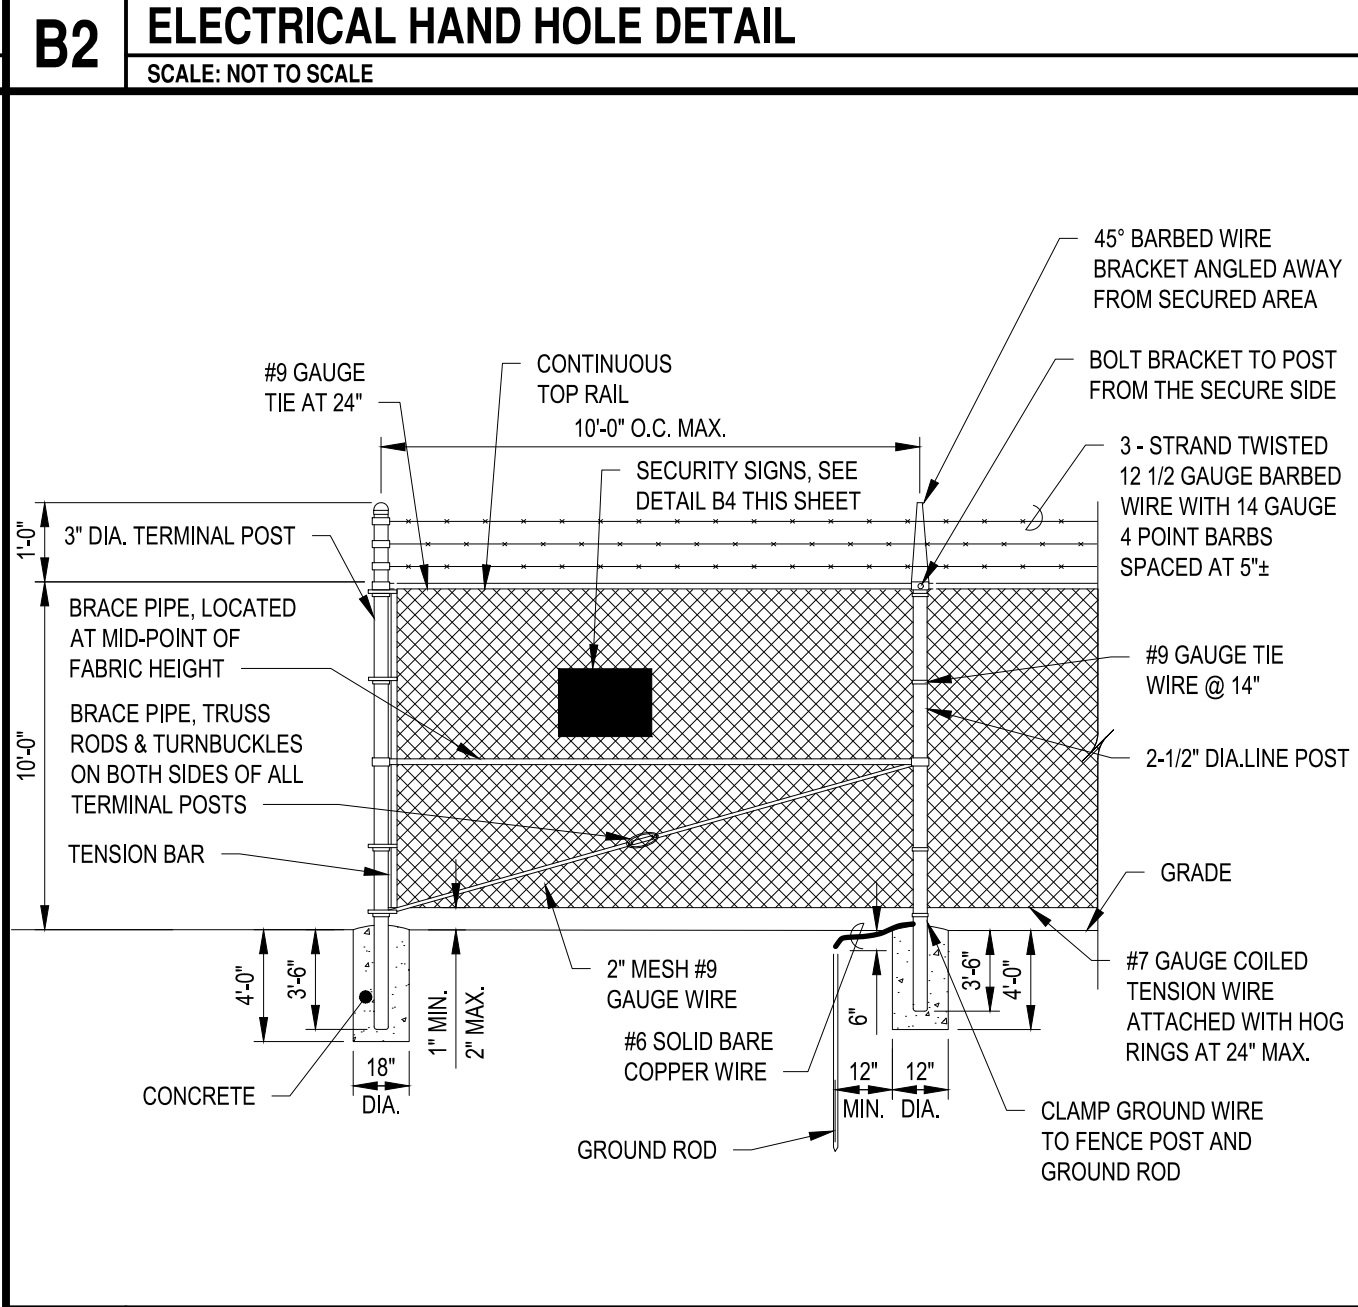 B2
ELECTRICAL HAND HOLE DETAIL
SCALE: NOT TO SCALE
45° BARBED WIRE
BRACKET ANGLED AWAY
FROM SECURED AREA
#9 GAUGE
TIE AT 24"
CONTINUOUS
TOP RAIL
BOLT BRACKET TO POST
FROM THE SECURE SIDE
10'-0" O.C. MAX.
SECURITY SIGNS, SEE
DETAIL B4 THIS SHEET
3 - STRAND TWISTED
12 1/2 GAUGE BARBED
WIRE WITH 14 GAUGE
4 POINT BARBS
SPACED AT 5"±
1'-0"
3" DIA. TERMINAL POST
BRACE PIPE, LOCATED
AT MID-POINT OF
FABRIC HEIGHT
#9 GAUGE TIE
WIRE @ 14"
10'-0"
BRACE PIPE, TRUSS
RODS & TURNBUCKLES
ON BOTH SIDES OF ALL
TERMINAL POSTS
2-1/2" DIA.LINE POST
TENSION BAR
GRADE
4'-0"
3'-6"
1" MIN.
2" MAX.
2" MESH #9
GAUGE WIRE
6"
3'-6"
4'-0"
#7 GAUGE COILED
TENSION WIRE
ATTACHED WITH HOG
RINGS AT 24" MAX.
#6 SOLID BARE
COPPER WIRE
18"
DIA.
12"
MIN.
12"
DIA.
CONCRETE
GROUND ROD
CLAMP GROUND WIRE
TO FENCE POST AND
GROUND ROD